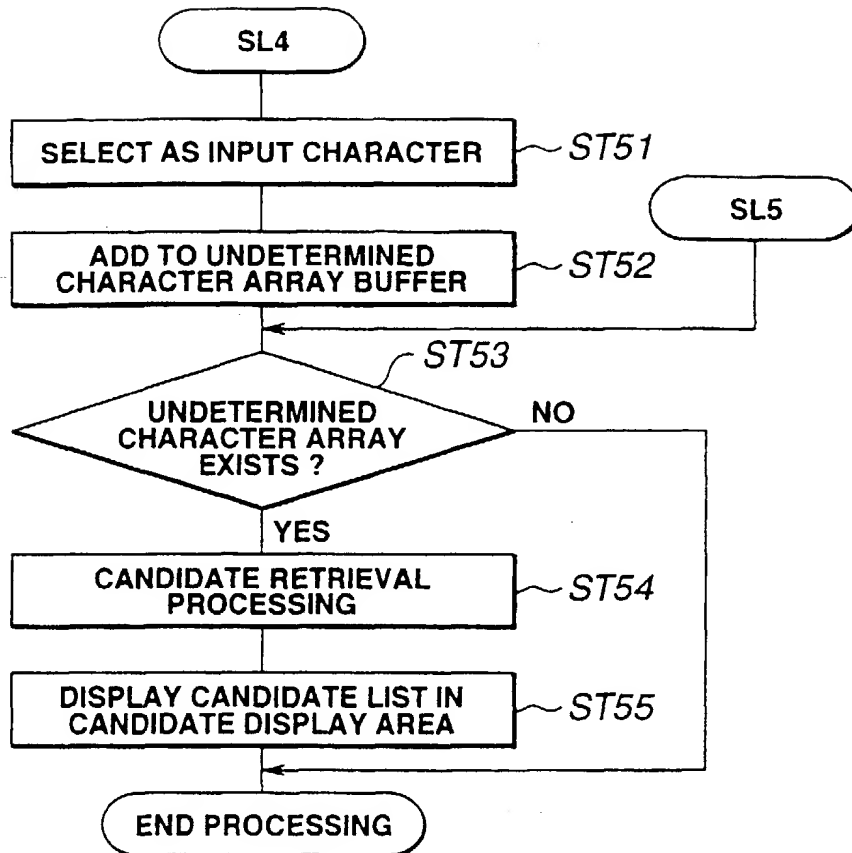 SL4
SELECT AS INPUT CHARACTER
ST51
SL5
ADD TO UNDETERMINED
CHARACTER ARRAY BUFFER
ST52
ST53
UNDETERMINED
CHARACTER ARRAY
EXISTS ?
NO
YES
CANDIDATE RETRIEVAL
PROCESSING
ST54
DISPLAY CANDIDATE LIST IN
CANDIDATE DISPLAY AREA
ST55
END PROCESSING